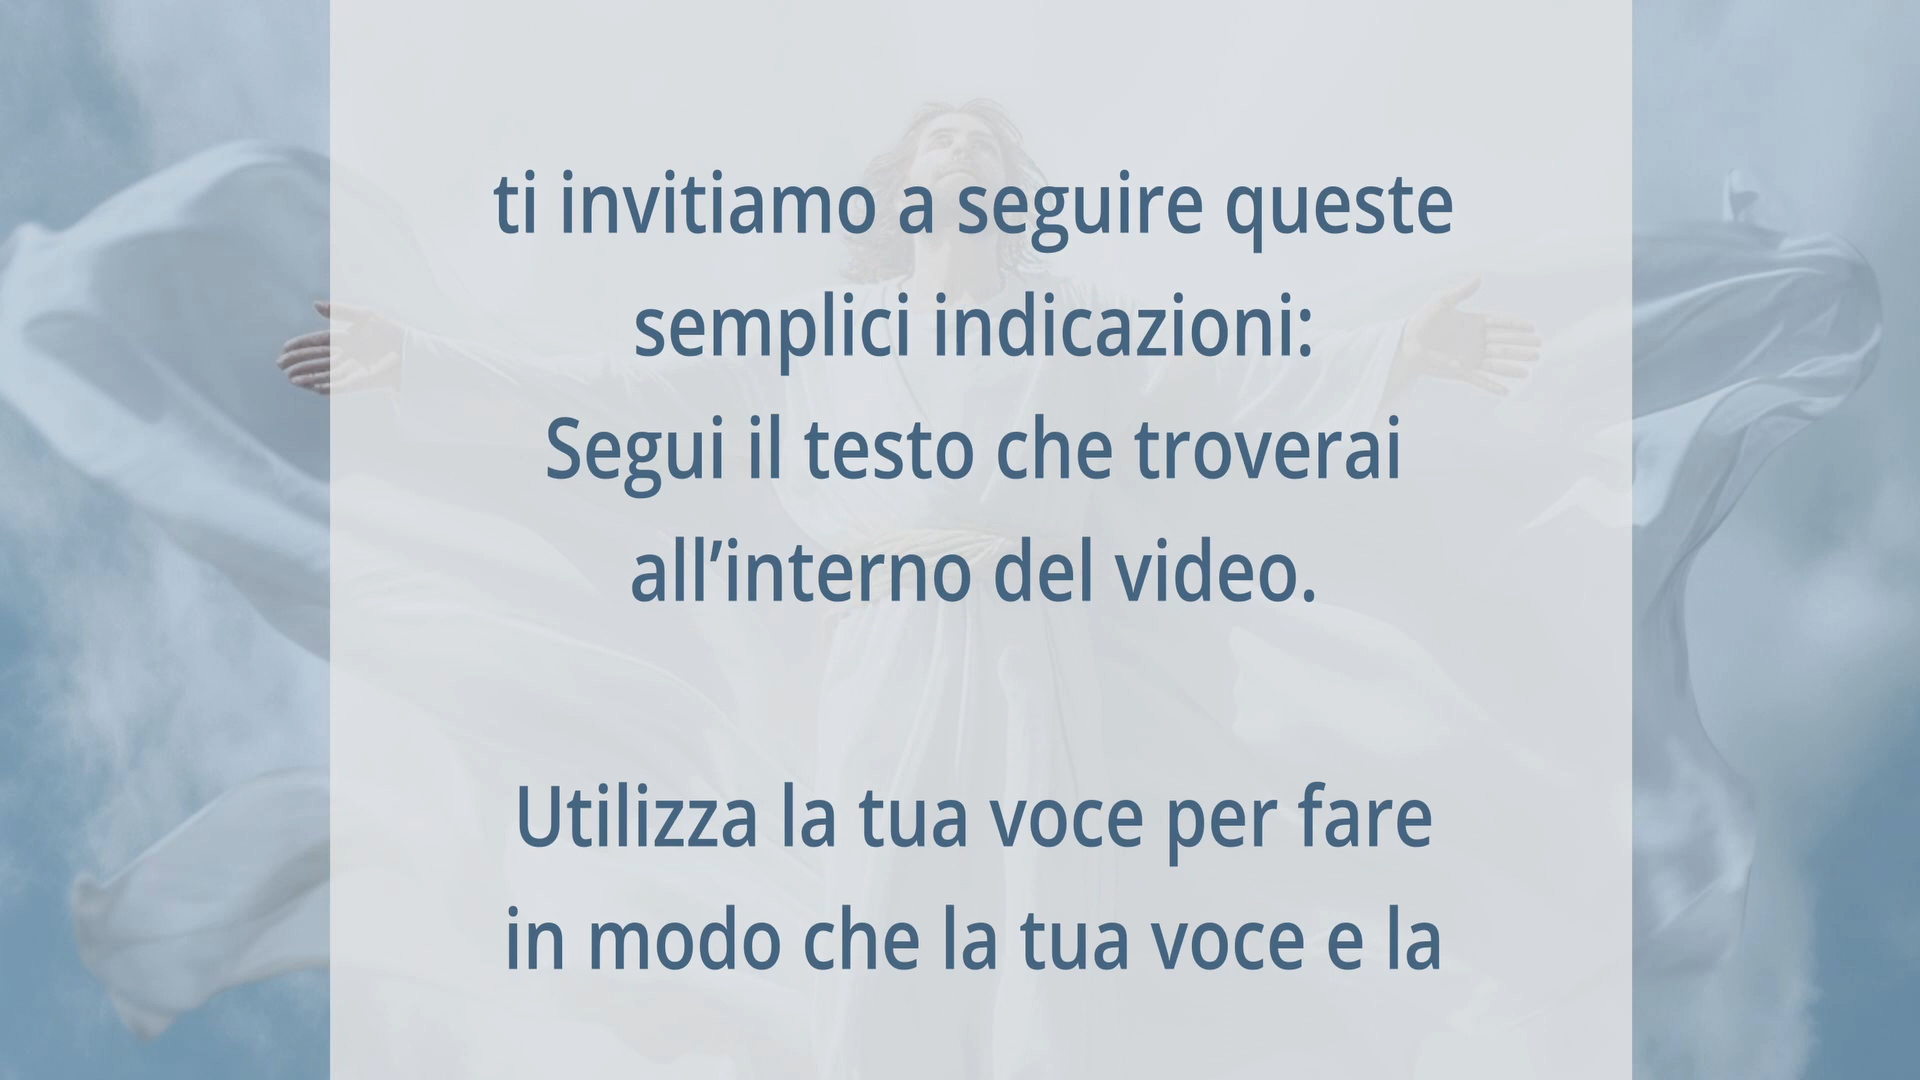 ti invitiamo a seguire queste
semplici indicazioni:
Segui il testo che troverai
all’interno del video.
Utilizza la tua voce per fare
in modo che la tua voce e la